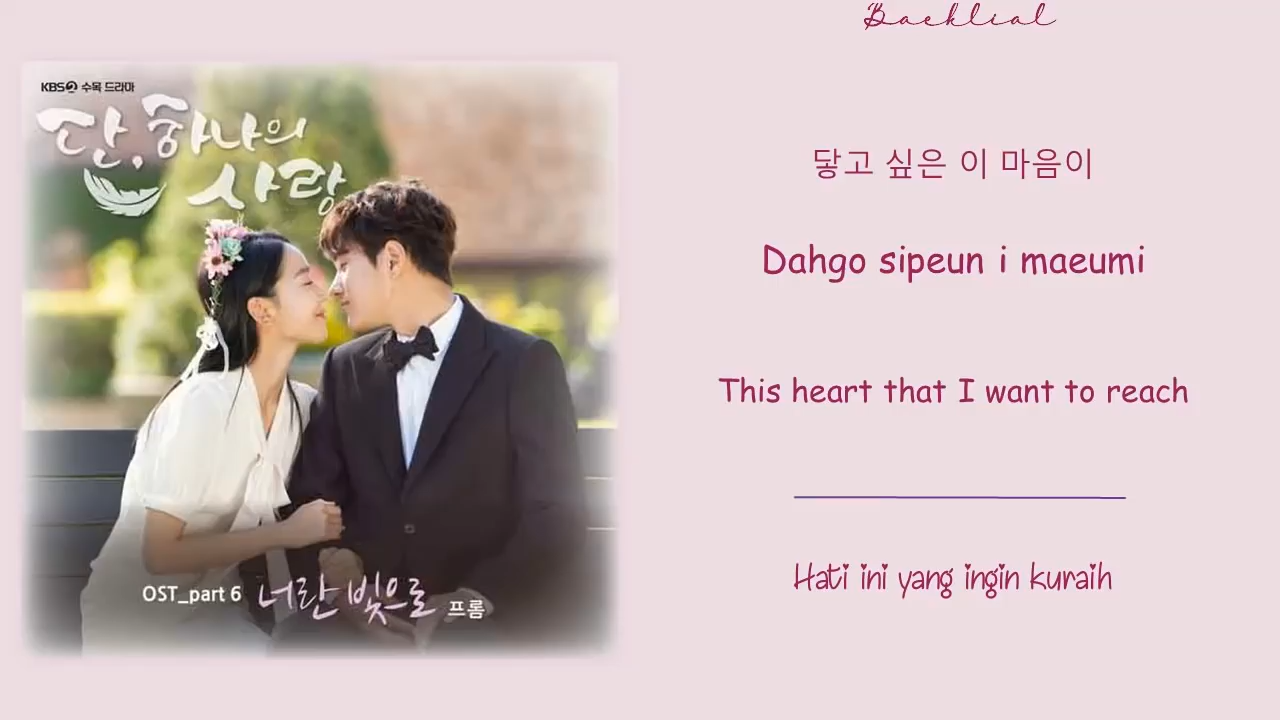 Baeklial
KBS2 수목 드라마
단, 하나의
사랑
OST_part 6 너란 빛으로 프롬
닿고 싶은 이 마음이
Dahgo sipeun i maeumi
This heart that I want to reach
Hati ini yang ingin kuraih